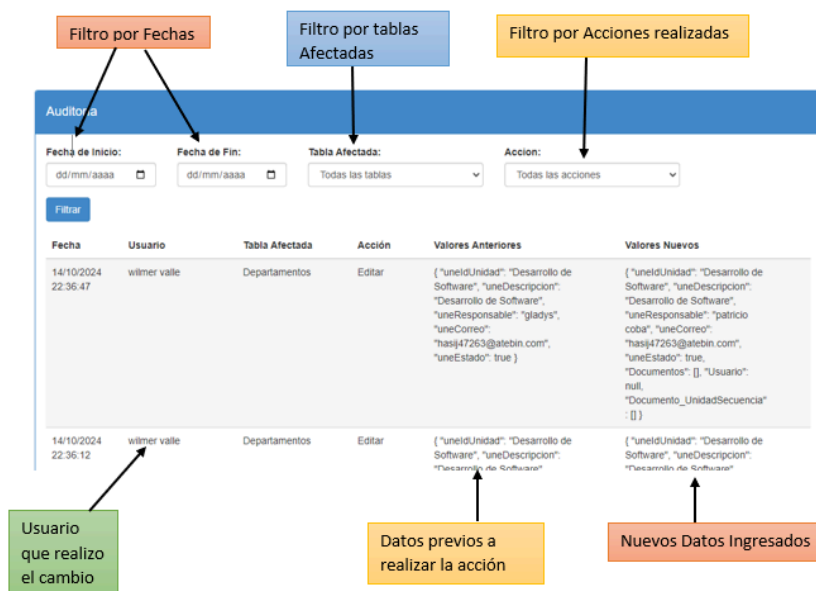 Filtro por Fechas
Filtro por tablas
Afectadas
Filtro por Acciones realizadas
Auditoria
Fecha de Inicio:
Fecha de Fin:
Tabla Afectada:
Accion:
dd/mm/aaaa
dd/mm/aaaa
Todas las tablas
Todas las acciones
Filtrar
Fecha
Usuario
Tabla Afectada
Acción
Valores Anteriores
Valores Nuevos
14/10/2024
22:36:47
wilmer valle
Departamentos
Editar
{ "uneIdUnidad": "Desarrollo de
Software", "uneDescripcion":
"Desarrollo de Software",
"uneResponsable": "gladys",
"uneCorreo":
"hasij47263@atebin.com",
"uneEstado": true }
{ "uneIdUnidad": "Desarrollo de
Software", "uneDescripcion":
"Desarrollo de Software",
"uneResponsable": "patricio
coba", "uneCorreo":
"hasij47263@atebin.com",
"uneEstado": true,
"Documentos": [], "Usuario":
null,
"Documento_UnidadSecuencia"
: [] }
14/10/2024
22:36:12
wilmer valle
Departamentos
Editar
{ "uneIdUnidad": "Desarrollo de
Software", "uneDescripcion":
"Desarrollo de Software",
{ "uneIdUnidad": "Desarrollo de
Software", "uneDescripcion":
"Desarrollo de Software",
Usuario
que realizo
el cambio
Datos previos a
realizar la acción
Nuevos Datos Ingresados